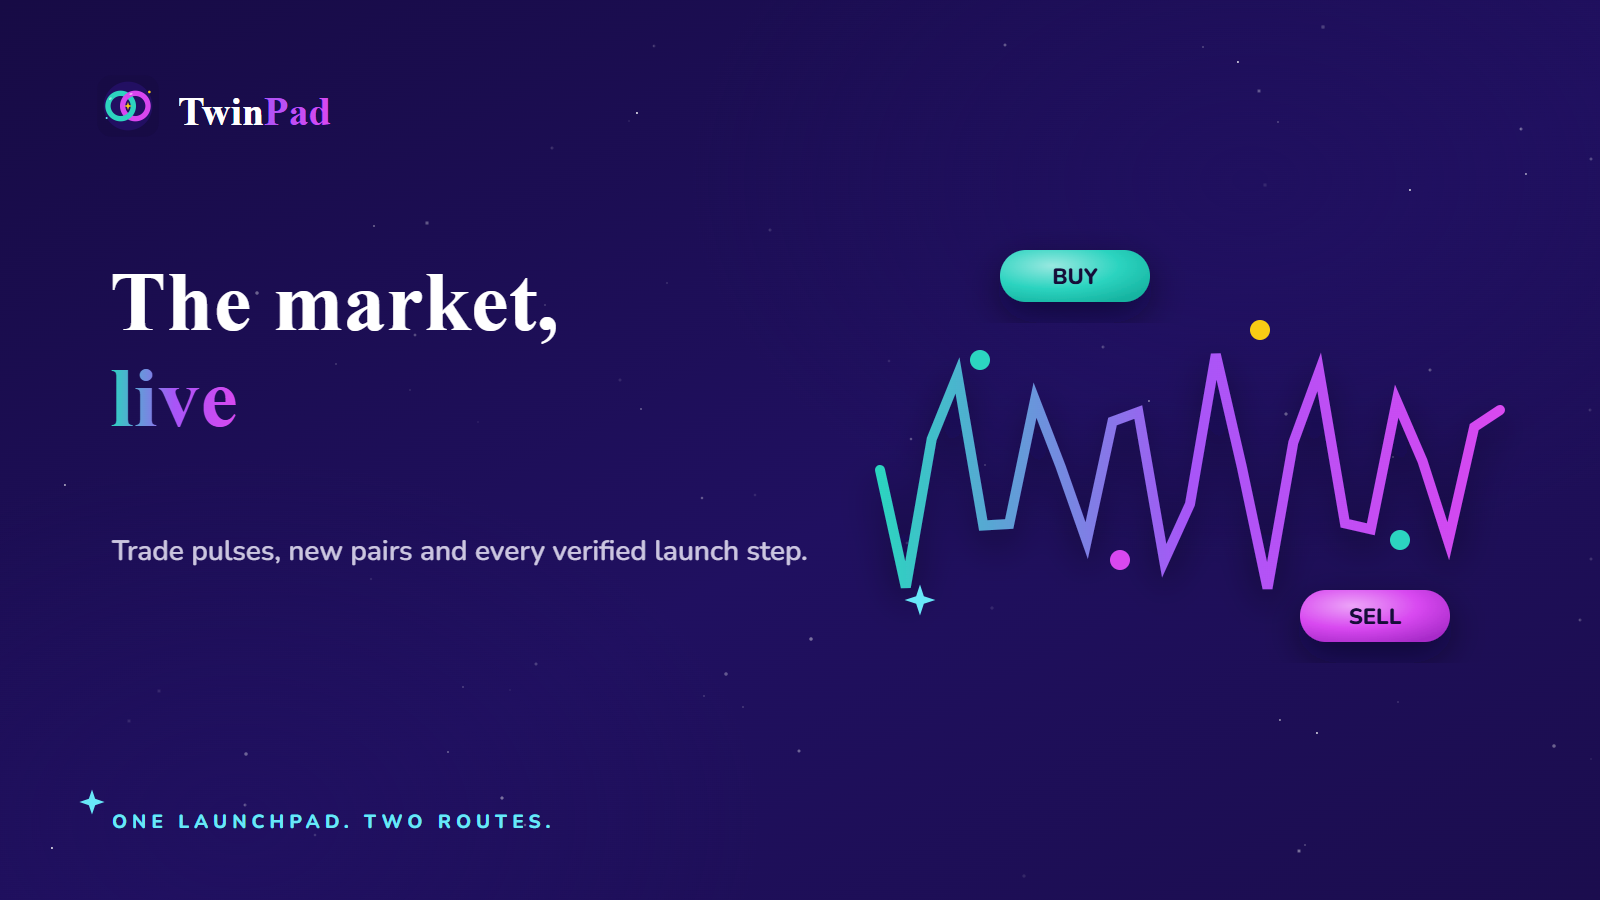 TwinPad
The market,
live
Trade pulses, new pairs and every verified launch step.
BUY
SELL
ONE LAUNCHPAD. TWO ROUTES.